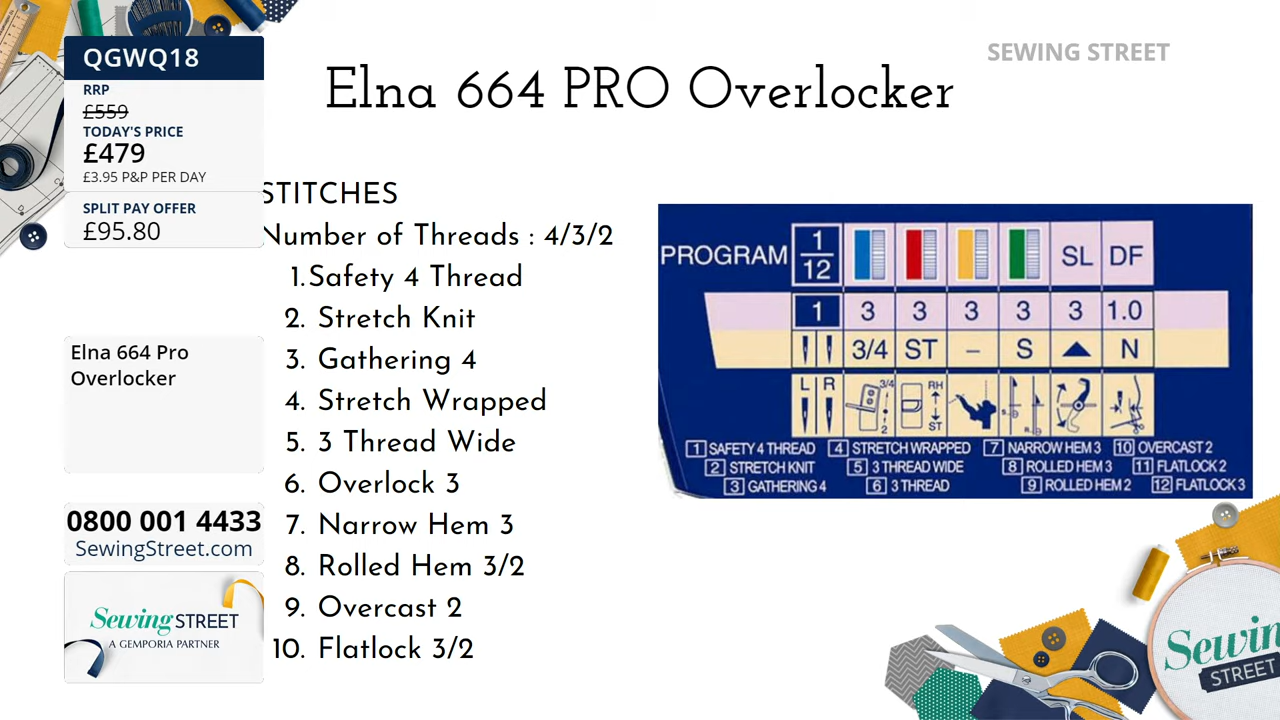 QGWQ18
RRP
£559
TODAY'S PRICE
£479
£3.95 P&P PER DAY
SPLIT PAY OFFER
£95.80
Elna 664 Pro
Overlocker
0800 001 4433
SewingStreet.com
Sewing STREET
A GEMPORIA PARTNER
SEWING STREET
Elna 664 PRO Overlocker
STITCHES
Number of Threads : 4/3/2
1. Safety 4 Thread
2. Stretch Knit
3. Gathering 4
4. Stretch Wrapped
5. 3 Thread Wide
6. Overlock 3
7. Narrow Hem 3
8. Rolled Hem 3/2
9. Overcast 2
10. Flatlock 3/2
PROGRAM 1/12 SL DF
1 3 3 3 3 3 1.0
3/4 ST – S ▲ N
L R 3/4 2 RH ST S R
1 SAFETY 4 THREAD 4 STRETCH WRAPPED 7 NARROW HEM 3 10 OVERCAST 2
2 STRETCH KNIT 5 3 THREAD WIDE 8 ROLLED HEM 3 11 FLATLOCK 2
3 GATHERING 4 6 3 THREAD 9 ROLLED HEM 2 12 FLATLOCK 3
Sewin
STREET